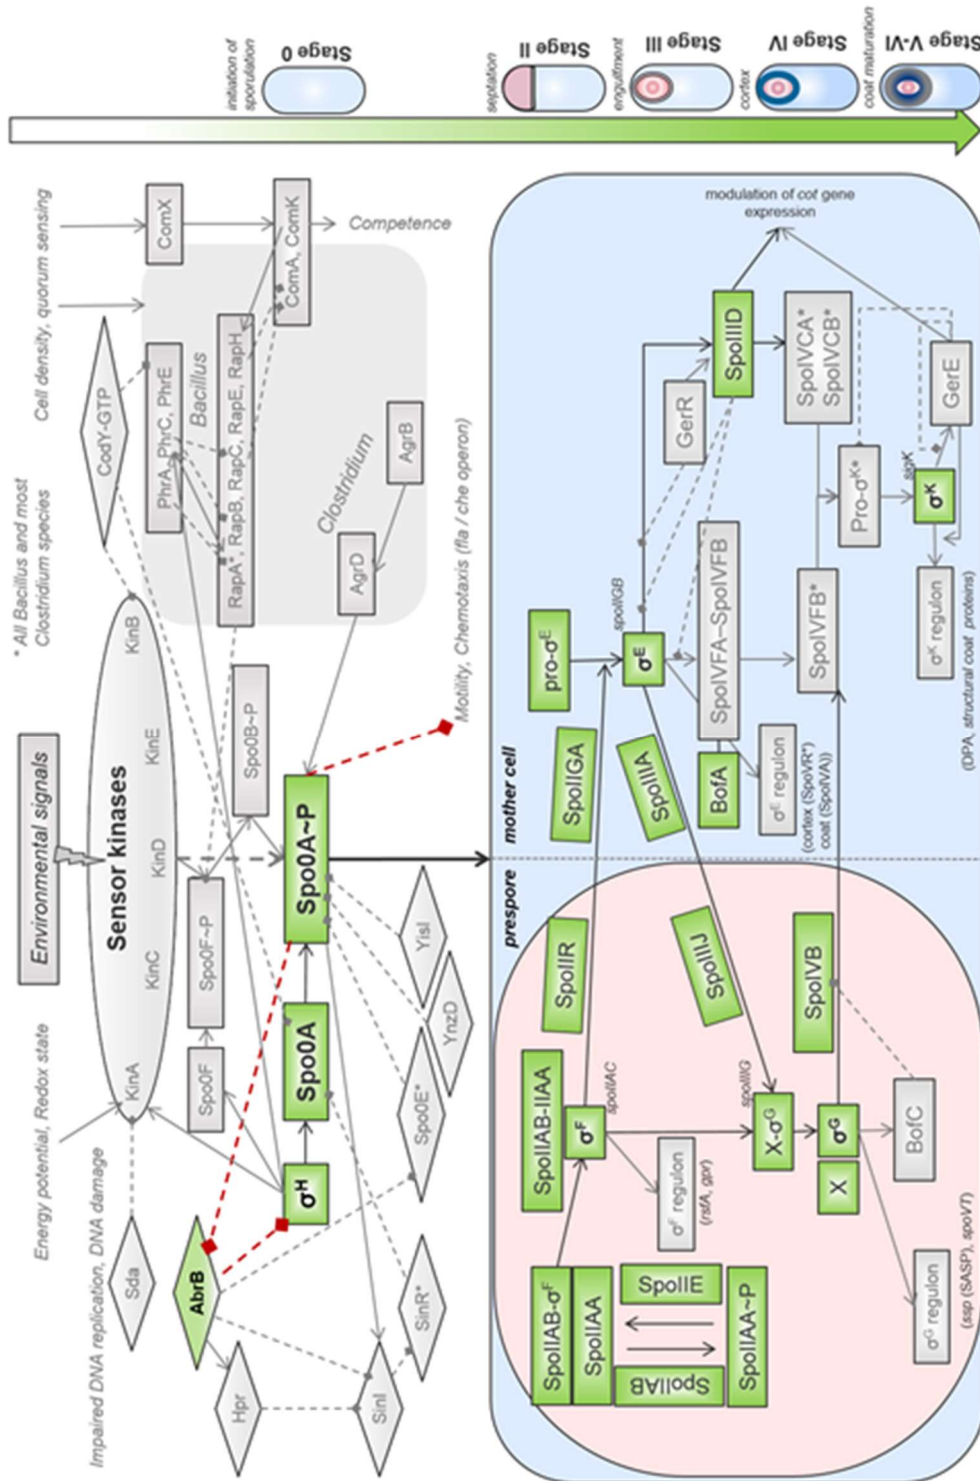 Environmental signals
Sensor kinases
KinA
KinC
KinD
KinE
KinB
Energy potential, Redox state
Impaired DNA replication, DNA damage
* All Bacillus and most
Clostridium species
Cell density, quorum sensing
Sda
AbrB
Hpr
SinI
SinR*
σH
Spo0A
Spo0A~P
Spo0F
Spo0F~P
Spo0B~P
Spo0E*
YnzD
YisI
CodY-GTP
PhrA, PhrC, PhrE
Bacillus
RapA*, RapB, RapC, RapE, RapH
ComX
ComA, ComK
Competence
Clostridium
AgrD
AgrB
Motility, Chemotaxis (fla / che operon)
initiation of
sporulation
Stage 0
septation
Stage II
engulfment
Stage III
cortex
Stage IV
coat maturation
Stage V-VI
prespore
mother cell
SpoIIAB-σF
SpoIIAA
SpoIIAB
SpoIIE
SpoIIAA~P
SpoIIAB-IIAA
σF
spoIIAC
σF regulon
(rsfA, gpr)
SpoIIR
SpoIIGA
pro-σE
σE
spoIIGB
SpoIIIJ
SpoIIIA
X-σG
spoIIIG
X
σG
σG regulon
(ssp (SASP), spoVT)
BofC
SpoIVB
BofA
σE regulon
(cortex (SpoVR*)
coat (SpoIVA))
SpoIVFA–SpoIVFB
SpoIVFB*
GerR
SpoIIID
SpoIVCA*
SpoIVCB*
Pro-σK*
σK
sigK
GerE
σK regulon
(DPA, structural coat proteins)
modulation of cot gene
expression